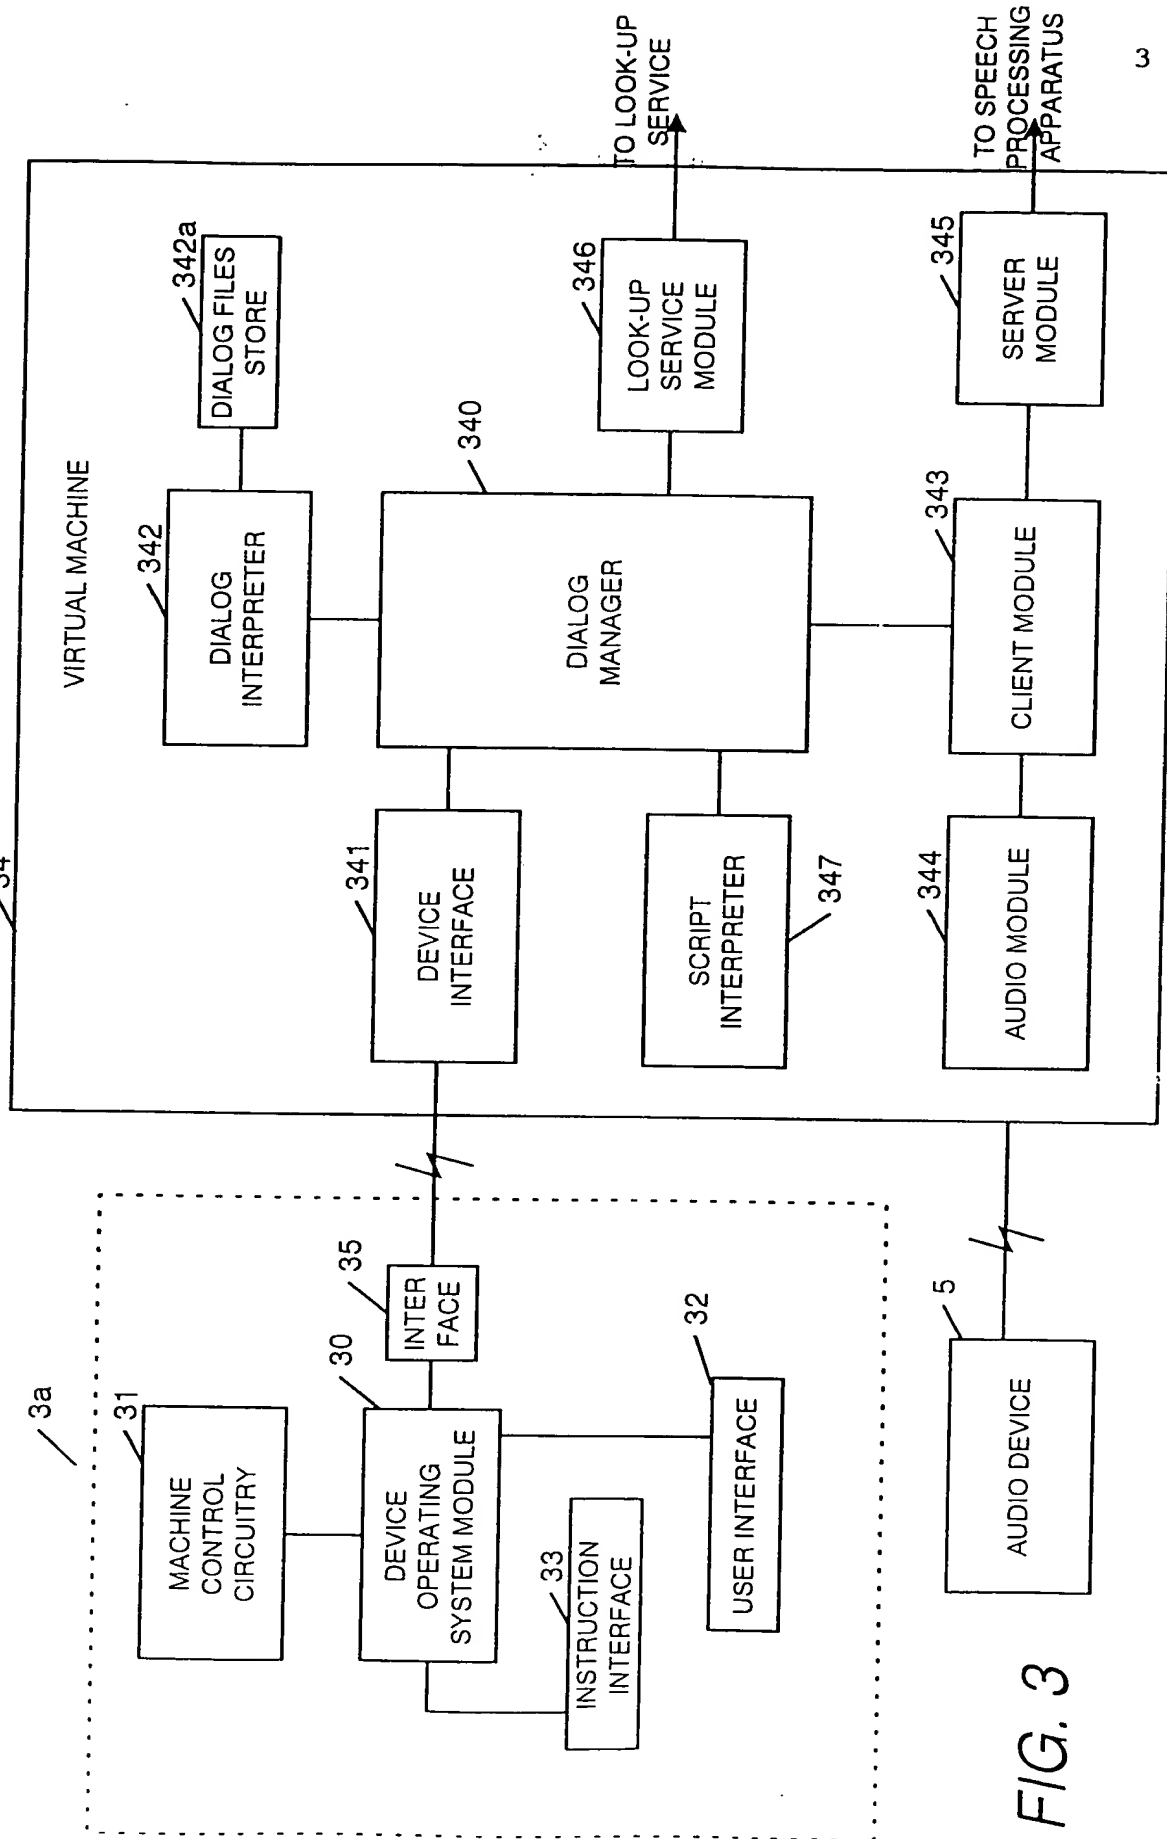 3
3a
31
MACHINE
CONTROL
CIRCUITRY
30
DEVICE
OPERATING
SYSTEM MODULE
35
INTER
FACE
33
INSTRUCTION
INTERFACE
32
USER INTERFACE
5
AUDIO DEVICE
34
VIRTUAL MACHINE
342
DIALOG
INTERPRETER
342a
DIALOG FILES
STORE
341
DEVICE
INTERFACE
340
DIALOG
MANAGER
346
LOOK-UP
SERVICE
MODULE
TO LOOK-UP
SERVICE
SCRIPT
INTERPRETER
347
344
AUDIO MODULE
343
CLIENT MODULE
345
SERVER
MODULE
TO SPEECH
PROCESSING
APPARATUS
FIG. 3